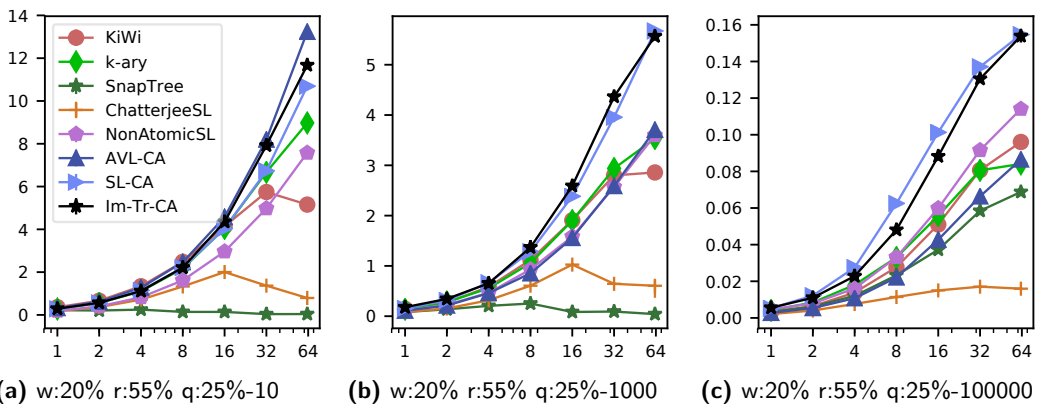 14
12
10
8
6
4
2
0
KiWi
k-ary
SnapTree
ChatterjeeSL
NonAtomicSL
AVL-CA
SL-CA
Im-Tr-CA
1 2 4 8 16 32 64
5
4
3
2
1
0
1 2 4 8 16 32 64
0.16
0.14
0.12
0.10
0.08
0.06
0.04
0.02
0.00
1 2 4 8 16 32 64
(a) w:20% r:55% q:25%-10
(b) w:20% r:55% q:25%-1000
(c) w:20% r:55% q:25%-100000